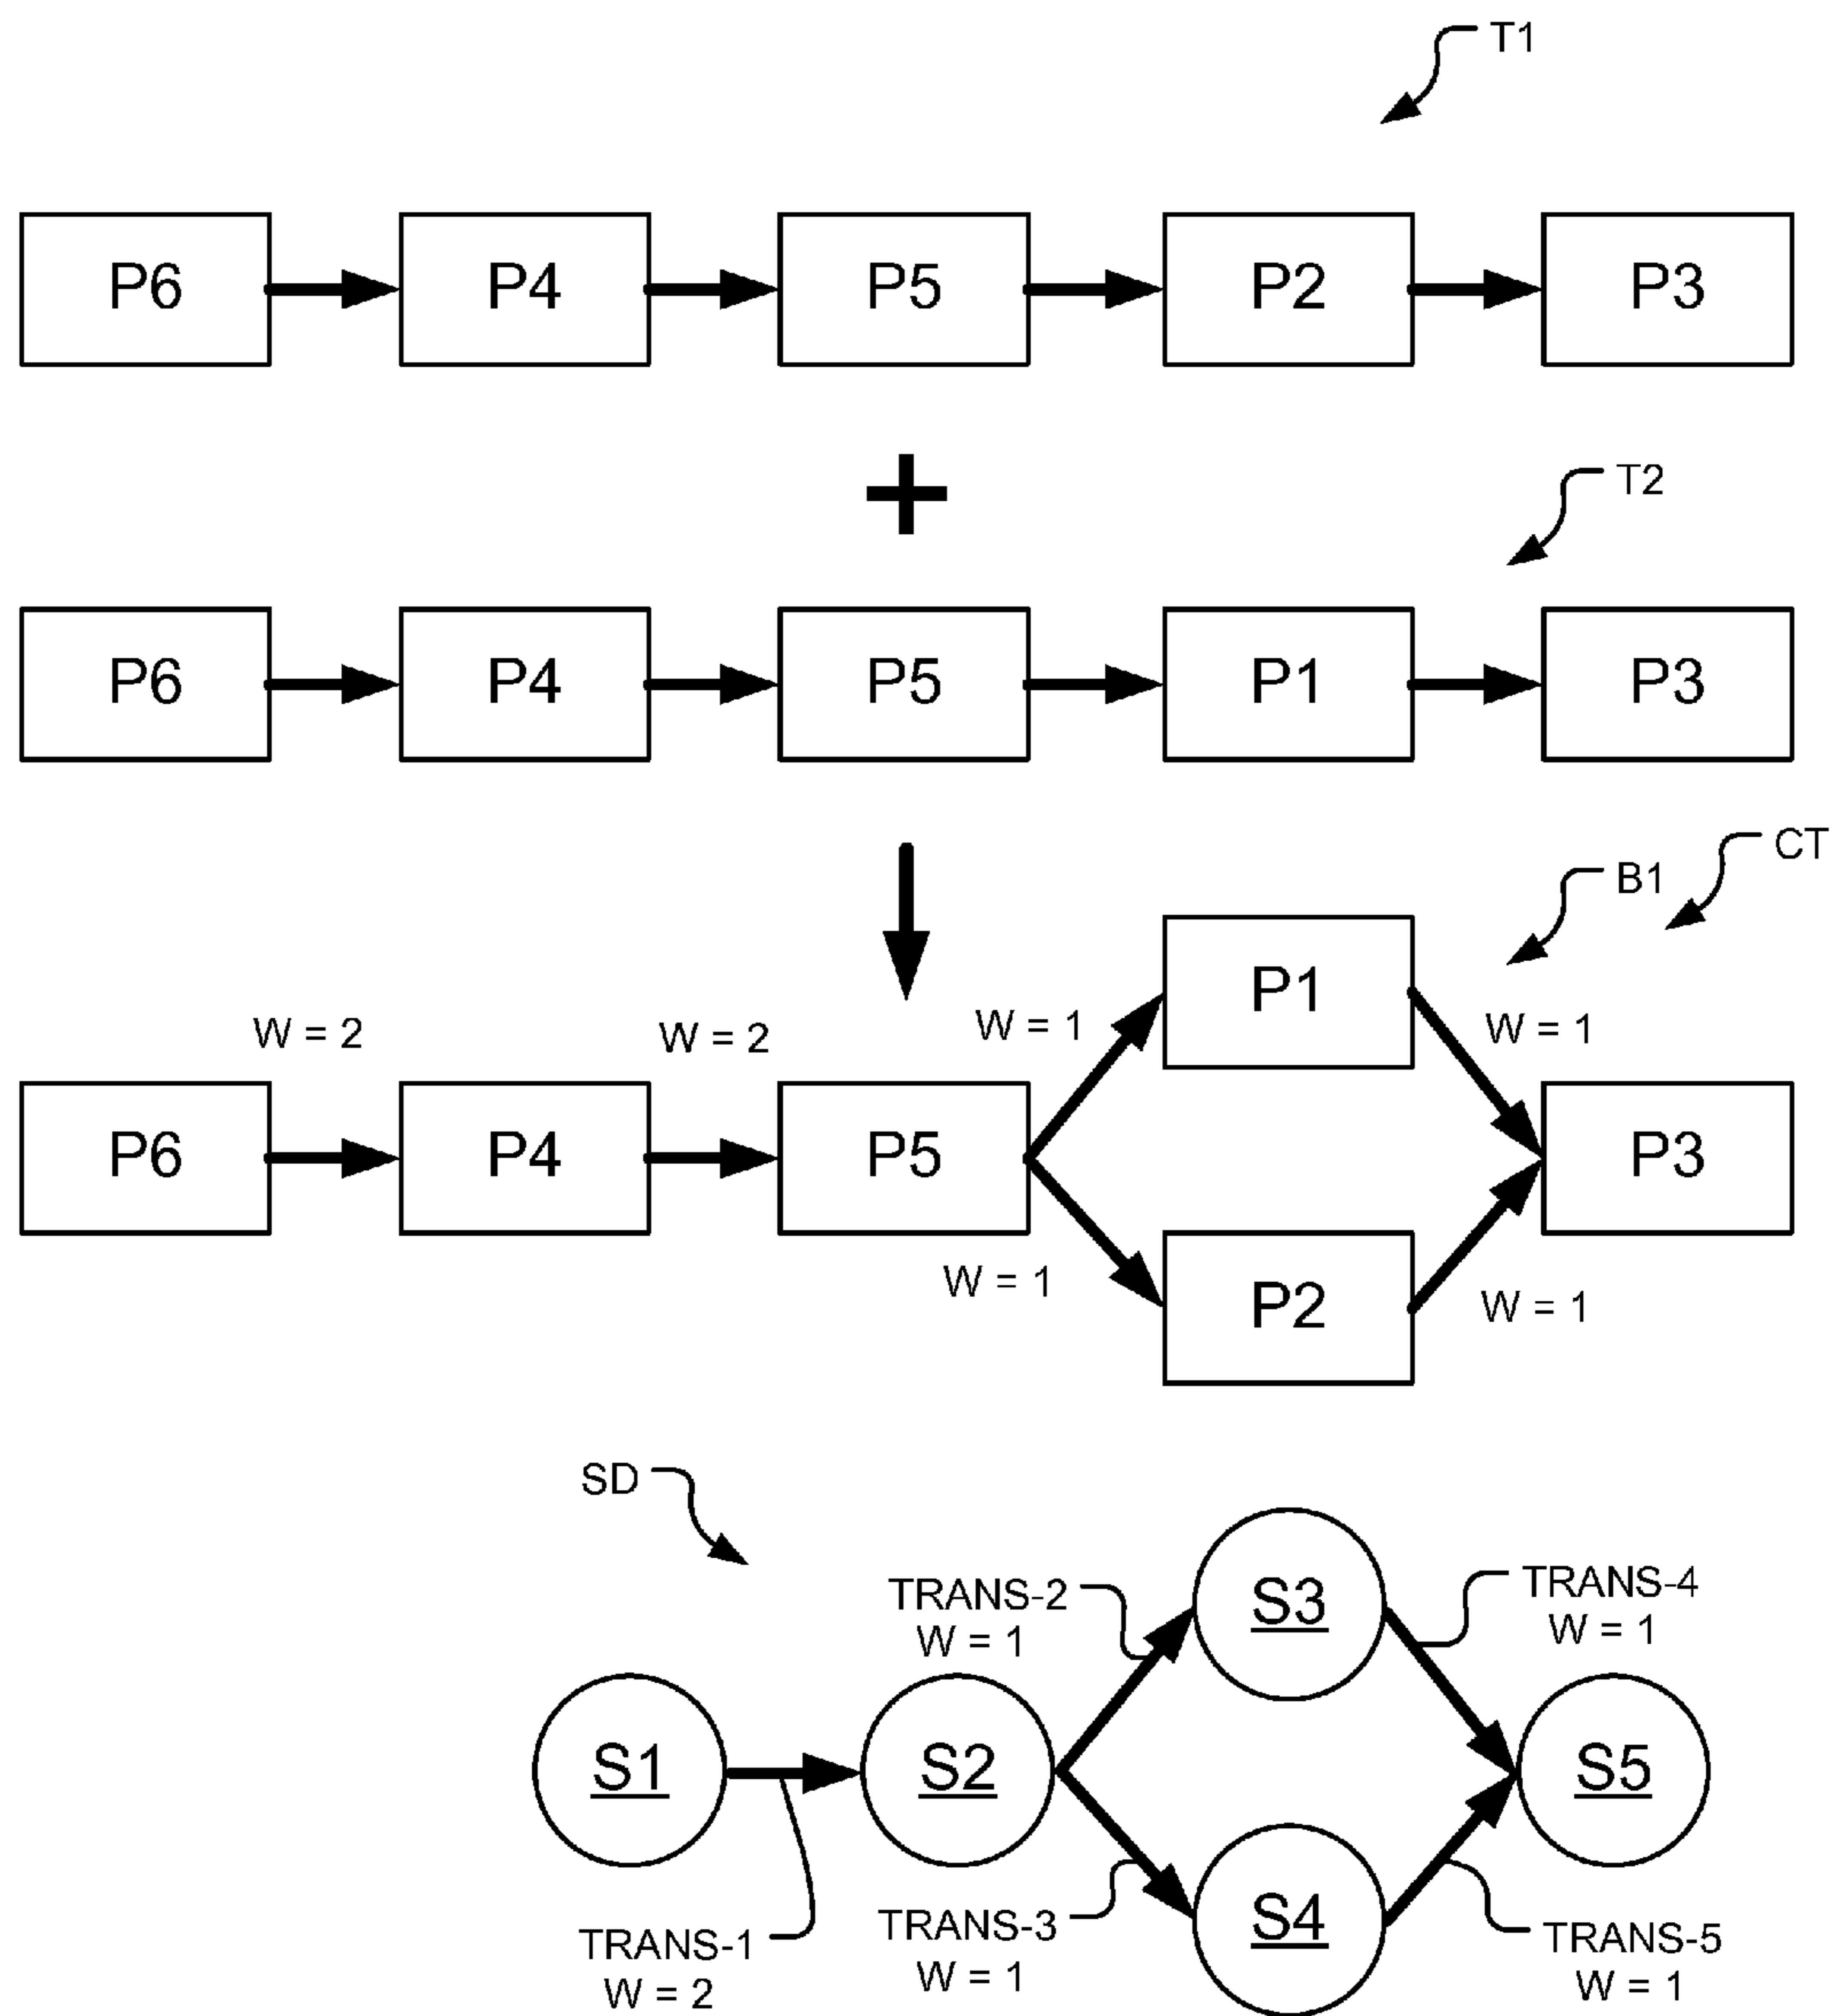 T1
P6 P4 P5 P2 P3
+
T2
P6 P4 P5 P1 P3
CT
B1
P1
W = 2 W = 2 W = 1 W = 1
P6 P4 P5 P3
W = 1 P2 W = 1
SD
TRANS-2 S3 TRANS-4
W = 1 W = 1
S1 S2 S5
TRANS-3 S4
TRANS-1 TRANS-5
W = 2 W = 1 W = 1